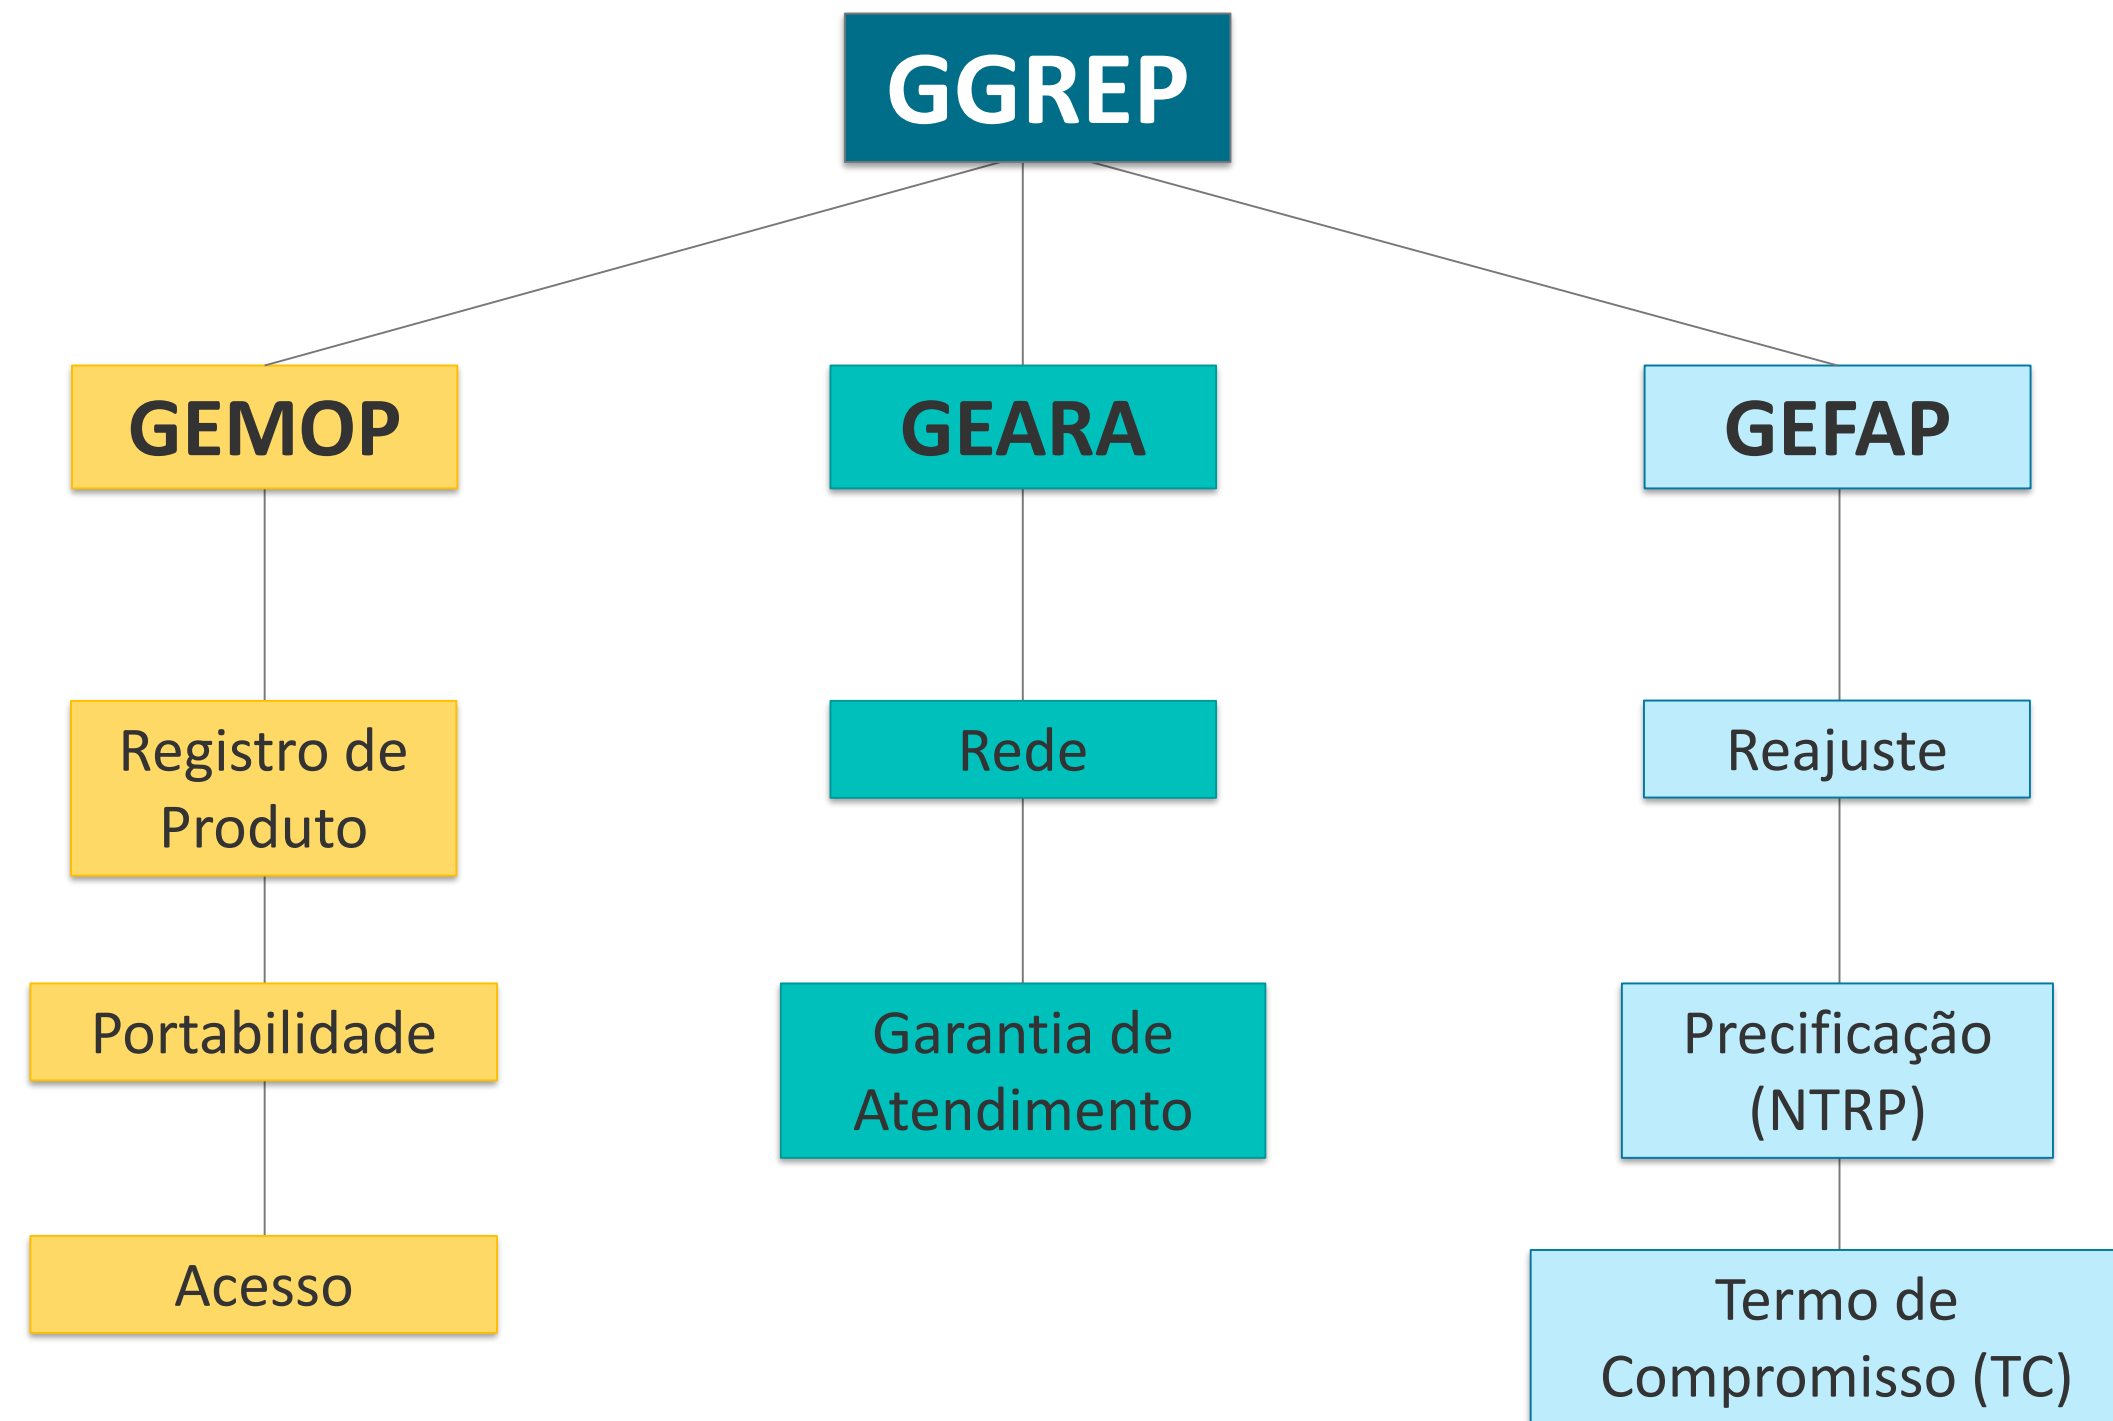 GGREP
GEMOP
GEARA
GEFAP
Registro de
Produto
Rede
Reajuste
Portabilidade
Garantia de
Atendimento
Precificação
(NTRP)
Acesso
Termo de
Compromisso (TC)